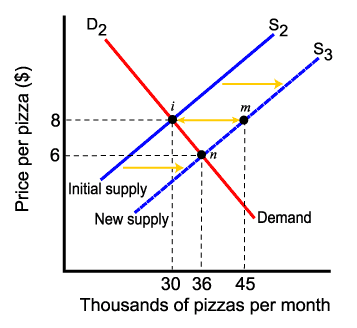 D2
S2
S3
Price per pizza ($)
i
m
8
6
n
Initial supply
New supply
Demand
30 36 45
Thousands of pizzas per month